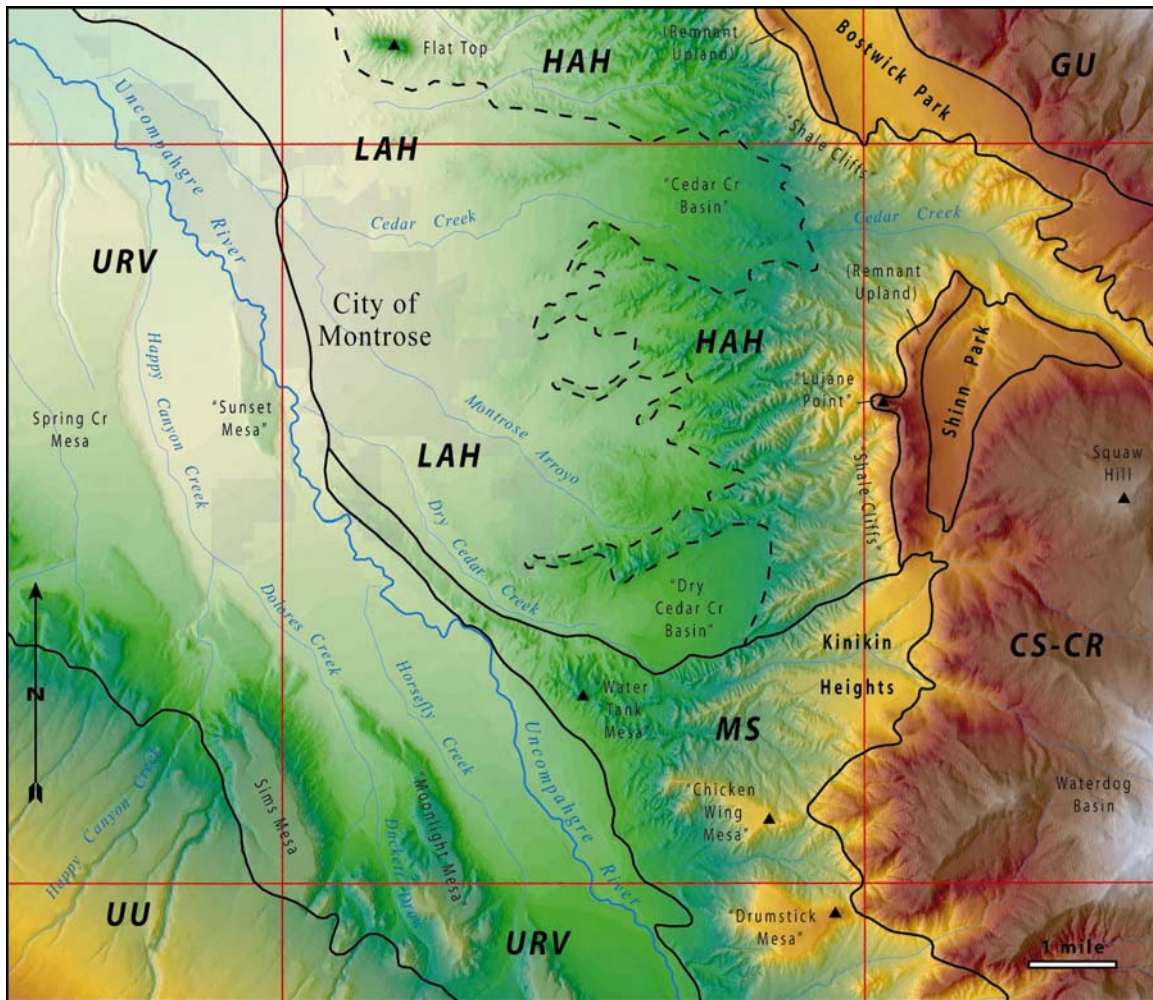 Flat Top
HAH
(Remnant
Upland)
Bostwick Park
GU
Uncompahgre
River
LAH
"Shale Cliffs"
"Cedar Cr
Basin"
Cedar Creek
Cedar Creek
URV
City of
Montrose
(Remnant
Upland)
HAH
Shinn Park
"Lujane
Point"
Happy Canyon Creek
"Sunset
Mesa"
Spring Cr
Mesa
LAH
Montrose Arroyo
"Shale Cliffs"
Squaw
Hill
Dry Cedar Creek
"Dry
Cedar Cr
Basin"
Dolores Creek
N
Kinikin
Heights
CS-CR
Horsefly
Creek
"Water
Tank
Mesa"
MS
Uncompahgre
River
Happy Canyon Creek
Sims Mesa
"Moonlight Mesa"
"Chicken
Wing
Mesa"
Waterdog
Basin
Duckett Draw
UU
URV
"Drumstick
Mesa"
1 mile